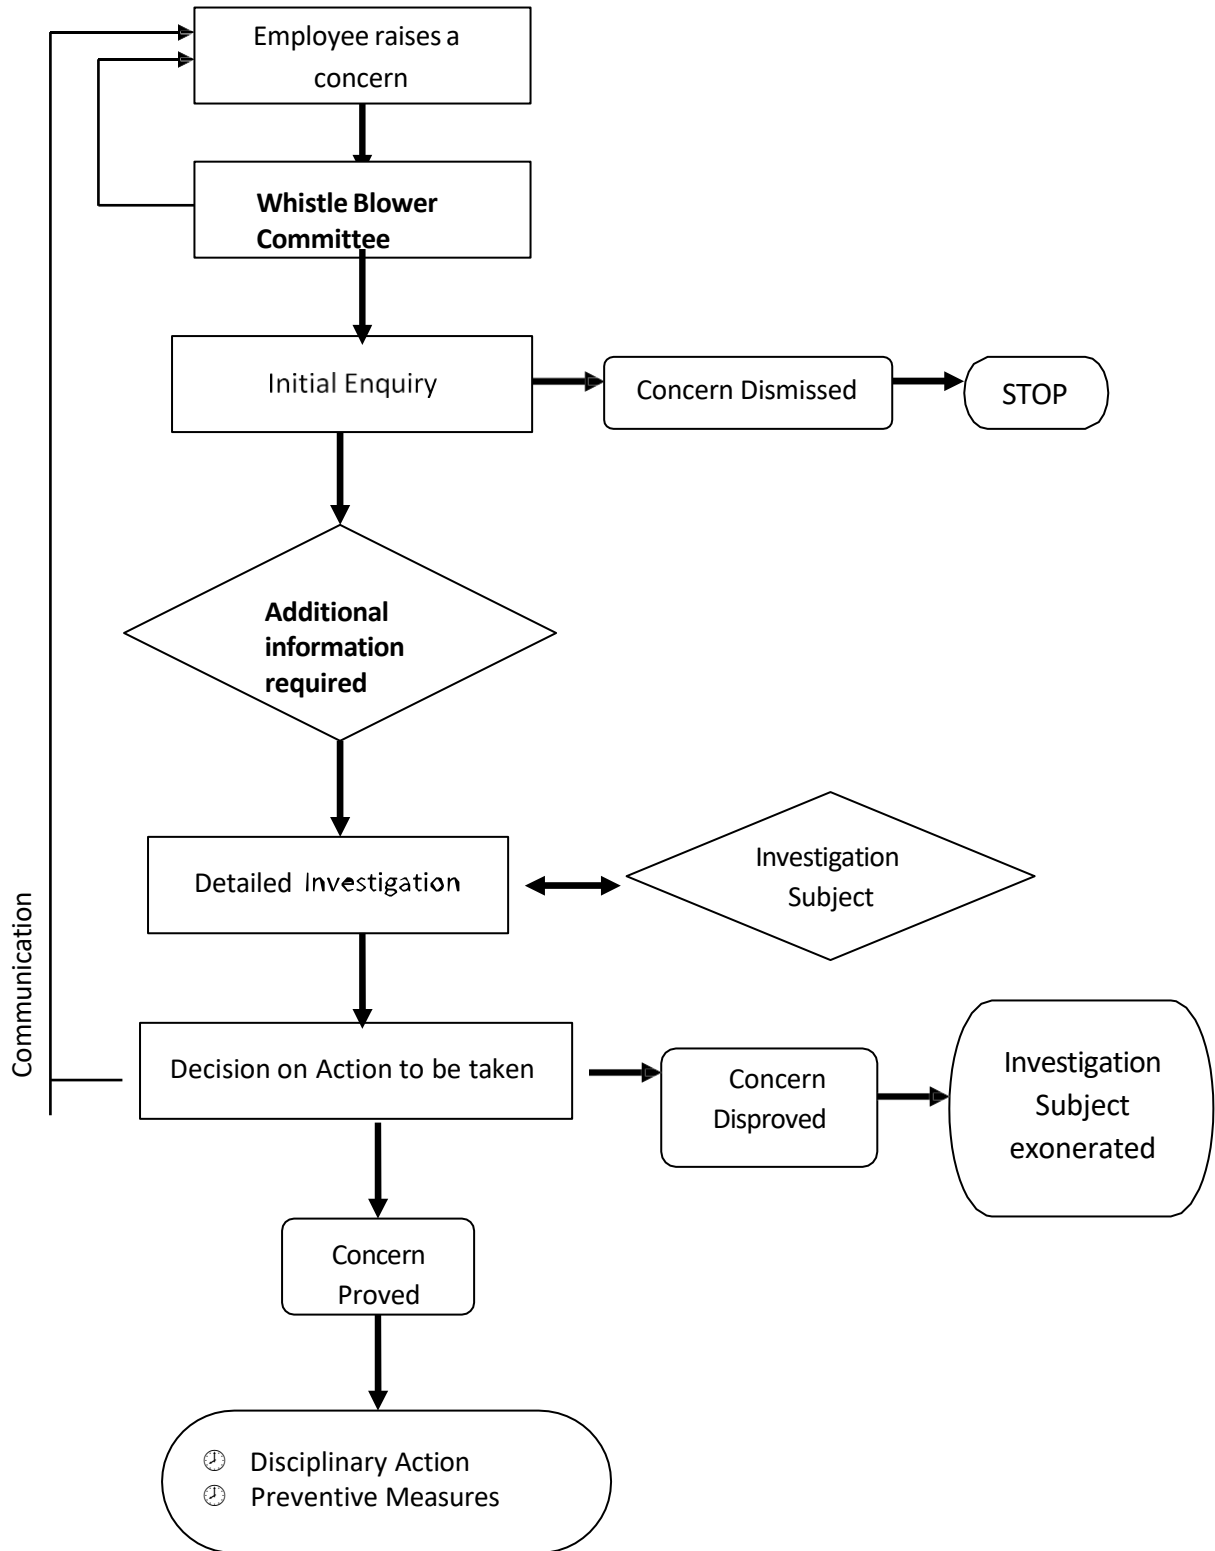 Employee raises a
concern
Whistle Blower
Committee
Initial Enquiry
Concern Dismissed
STOP
Additional
information
required
Detailed Investigation
Investigation
Subject
Communication
Decision on Action to be taken
Concern
Disproved
Investigation
Subject
exonerated
Concern
Proved
Disciplinary Action
Preventive Measures